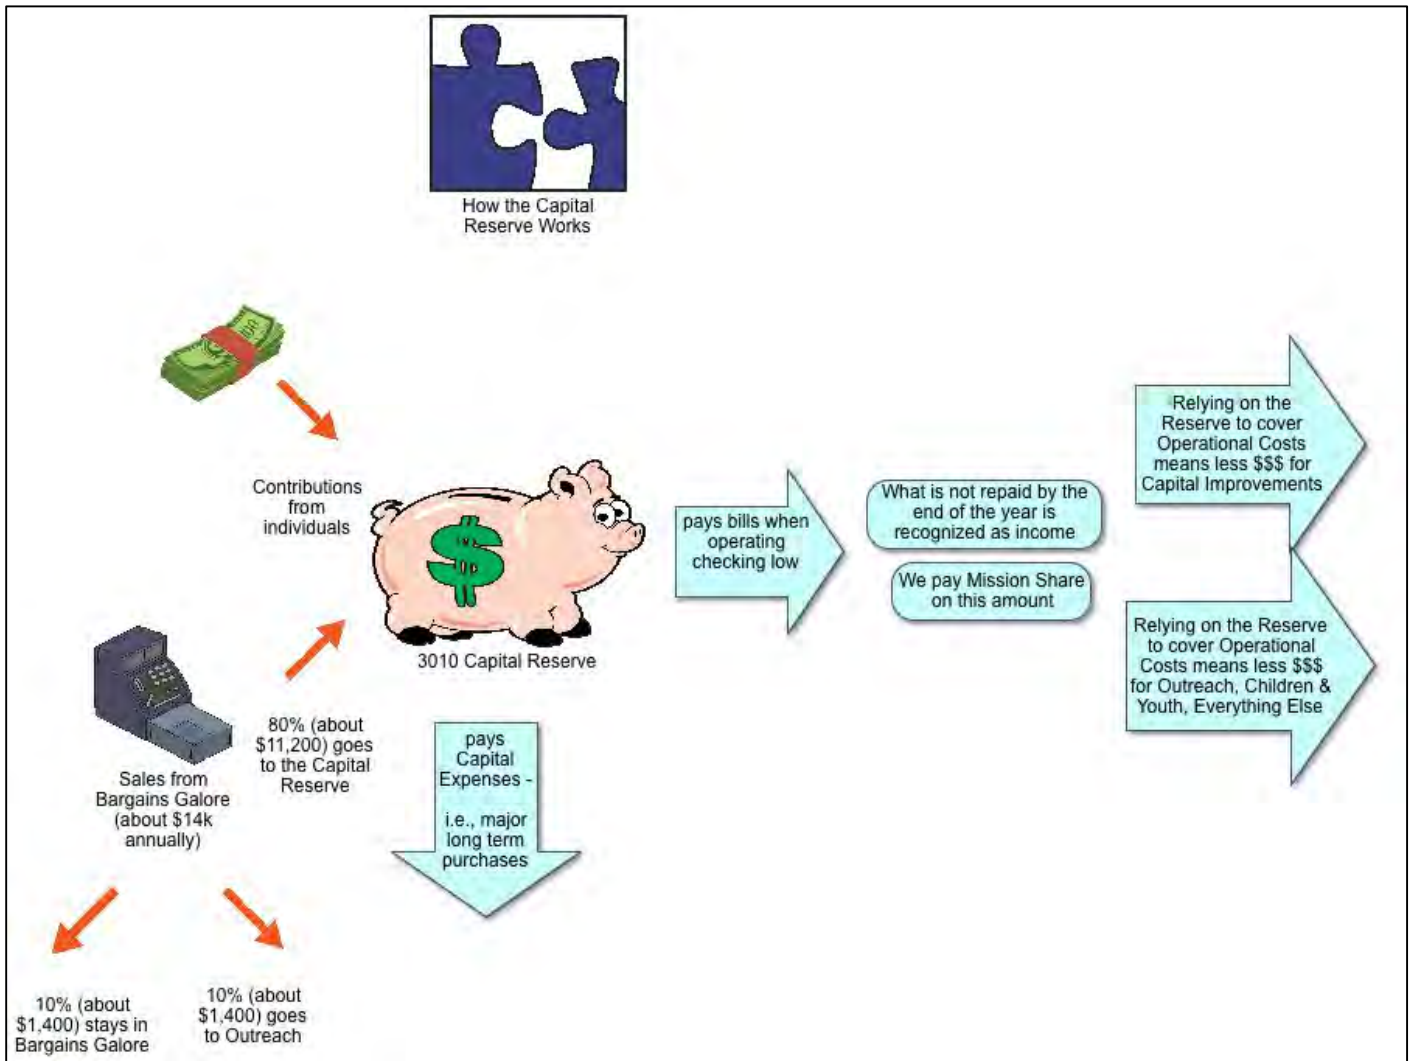 How the Capital
Reserve Works
Contributions
from
individuals
3010 Capital Reserve
80% (about
$11,200) goes
to the Capital
Reserve
Sales from
Bargains Galore
(about $14k
annually)
10% (about
$1,400) stays in
Bargains Galore
10% (about
$1,400) goes
to Outreach
pays
Capital
Expenses -
i.e., major
long term
purchases
pays bills when
operating
checking low
What is not repaid by the
end of the year is
recognized as income
We pay Mission Share
on this amount
Relying on the
Reserve to cover
Operational Costs
means less $$$ for
Capital Improvements
Relying on the Reserve
to cover Operational
Costs means less $$$
for Outreach, Children &
Youth, Everything Else